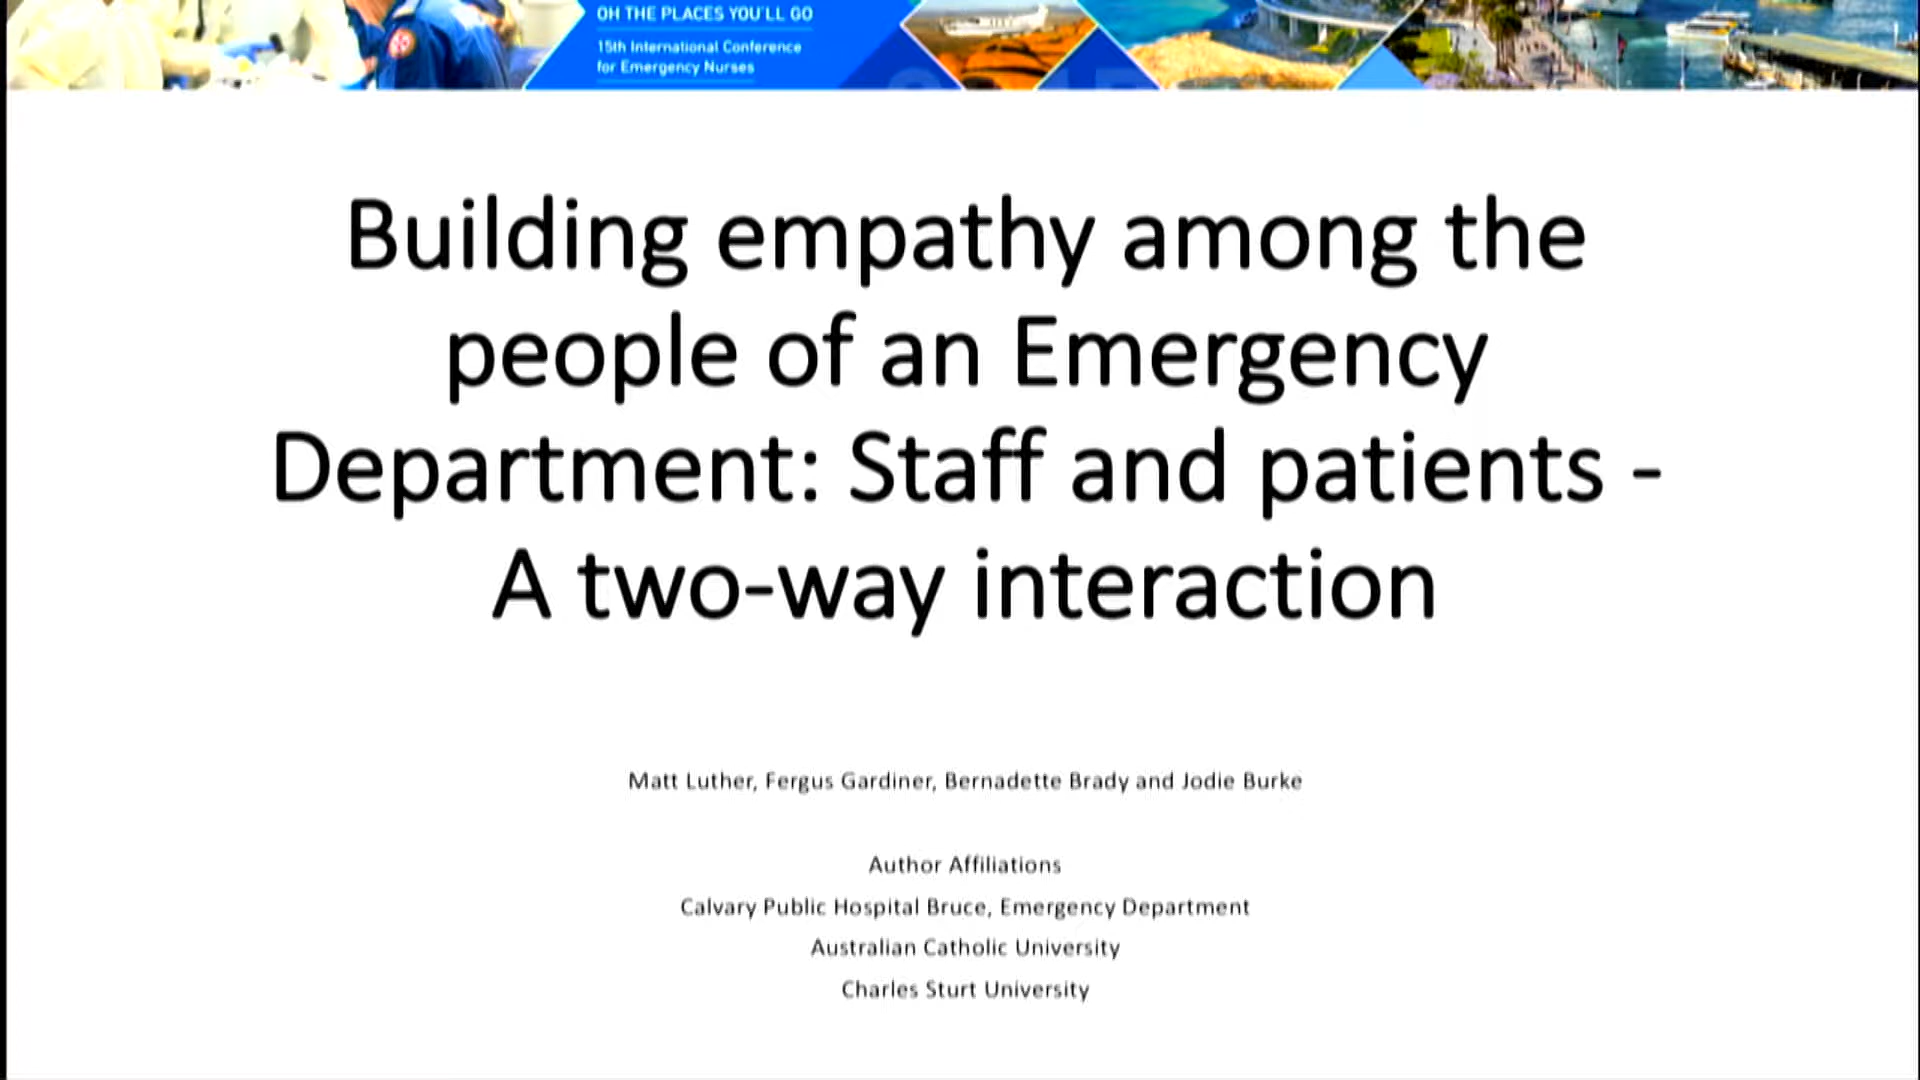 OH THE PLACES YOU'LL GO
15th International Conference
for Emergency Nurses
Building empathy among the
people of an Emergency
Department: Staff and patients -
A two-way interaction
Matt Luther, Fergus Gardiner, Bernadette Brady and Jodie Burke
Author Affiliations
Calvary Public Hospital Bruce, Emergency Department
Australian Catholic University
Charles Sturt University